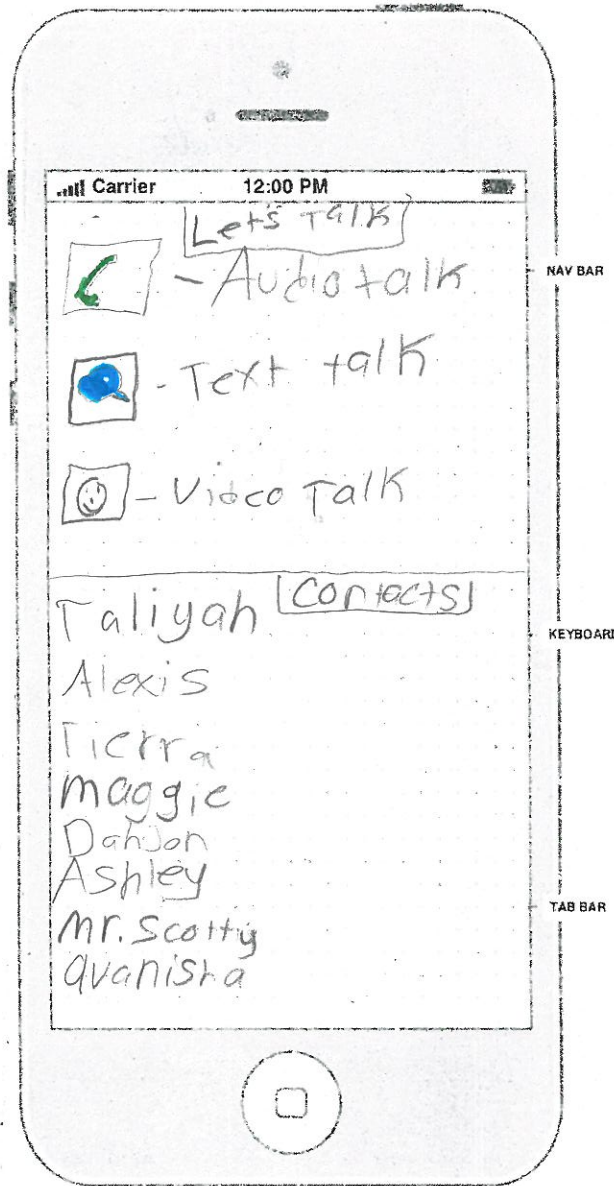 Carrier 12:00 PM
Let's Talk
- Audio talk
NAV BAR
- Text talk
- Video Talk
Contacts
Taliyah
KEYBOARD
Alexis
Tierra
maggie
Dahjon
Ashley
TAB BAR
Mr. Scotty
Quanisha